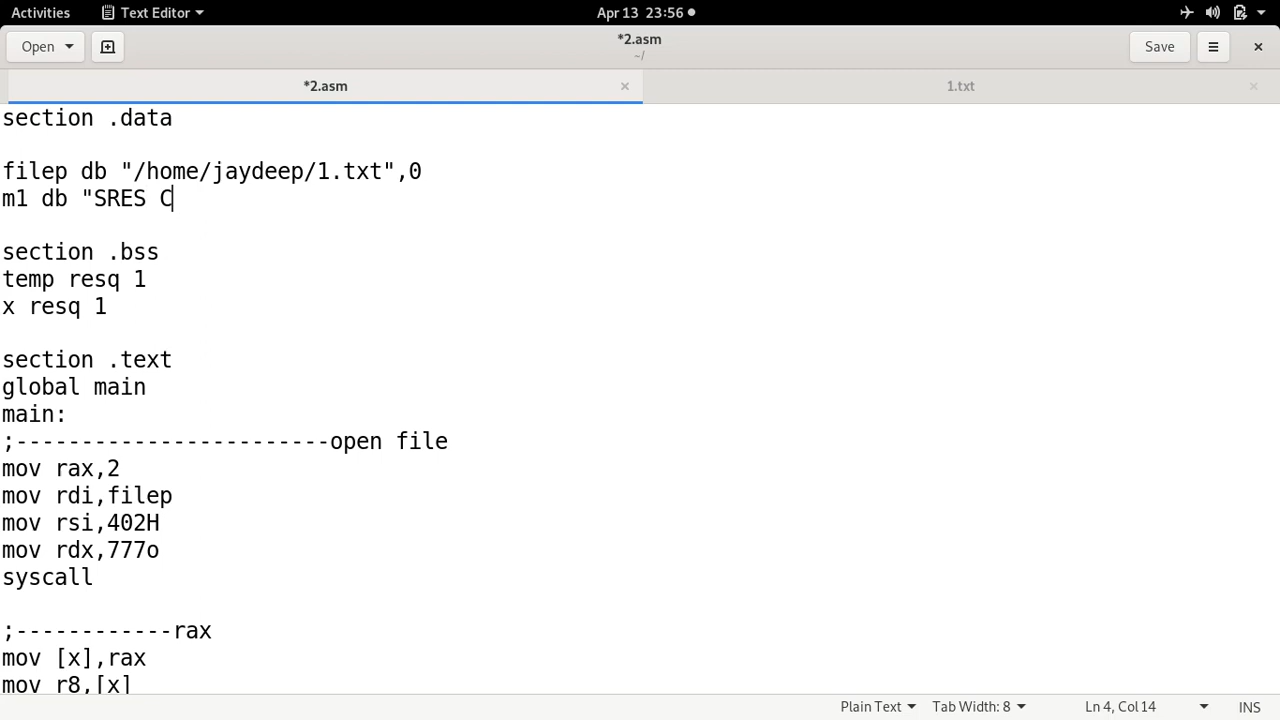 Activities Text Editor Apr 13 23:56
Open *2.asm Save
~/
*2.asm 1.txt
section .data
filep db "/home/jaydeep/1.txt",0
m1 db "SRES C
section .bss
temp resq 1
x resq 1
section .text
global main
main:
;------------------------open file
mov rax,2
mov rdi,filep
mov rsi,402H
mov rdx,777o
syscall
;------------rax
mov [x],rax
mov r8,[x]
Plain Text Tab Width: 8 Ln 4, Col 14 INS